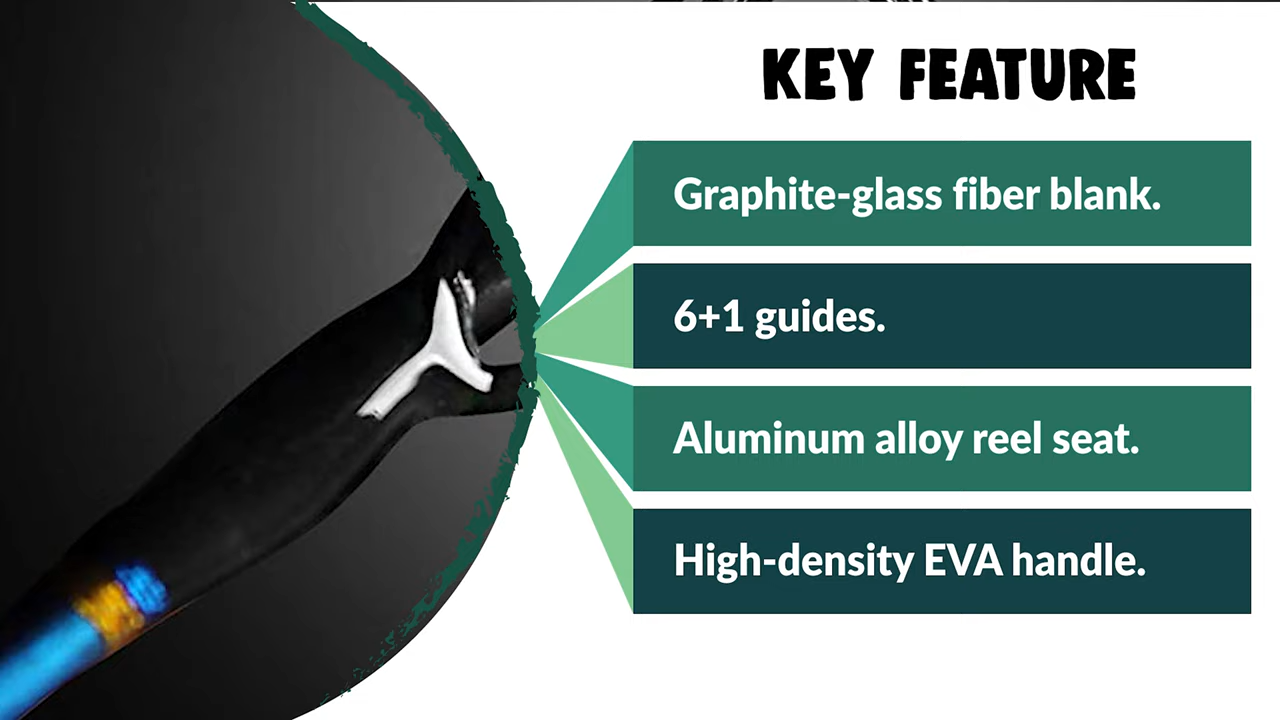 KEY FEATURE
Graphite-glass fiber blank.
6+1 guides.
Aluminum alloy reel seat.
High-density EVA handle.